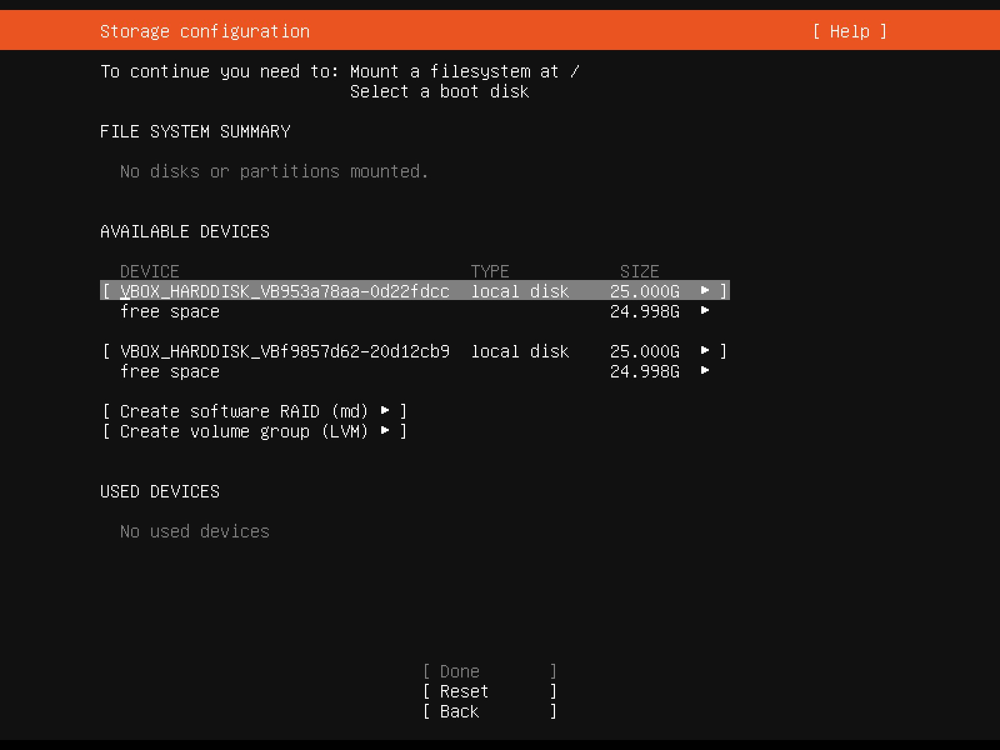 Storage configuration [ Help ]
To continue you need to: Mount a filesystem at /
Select a boot disk
FILE SYSTEM SUMMARY
No disks or partitions mounted.
AVAILABLE DEVICES
DEVICE TYPE SIZE
[ VBOX_HARDDISK_VB953a78aa-0d22fdcc local disk 25.000G ► ]
free space 24.998G ►
[ VBOX_HARDDISK_VBf9857d62-20d12cb9 local disk 25.000G ► ]
free space 24.998G ►
[ Create software RAID (md) ► ]
[ Create volume group (LVM) ► ]
USED DEVICES
No used devices
[ Done ]
[ Reset ]
[ Back ]